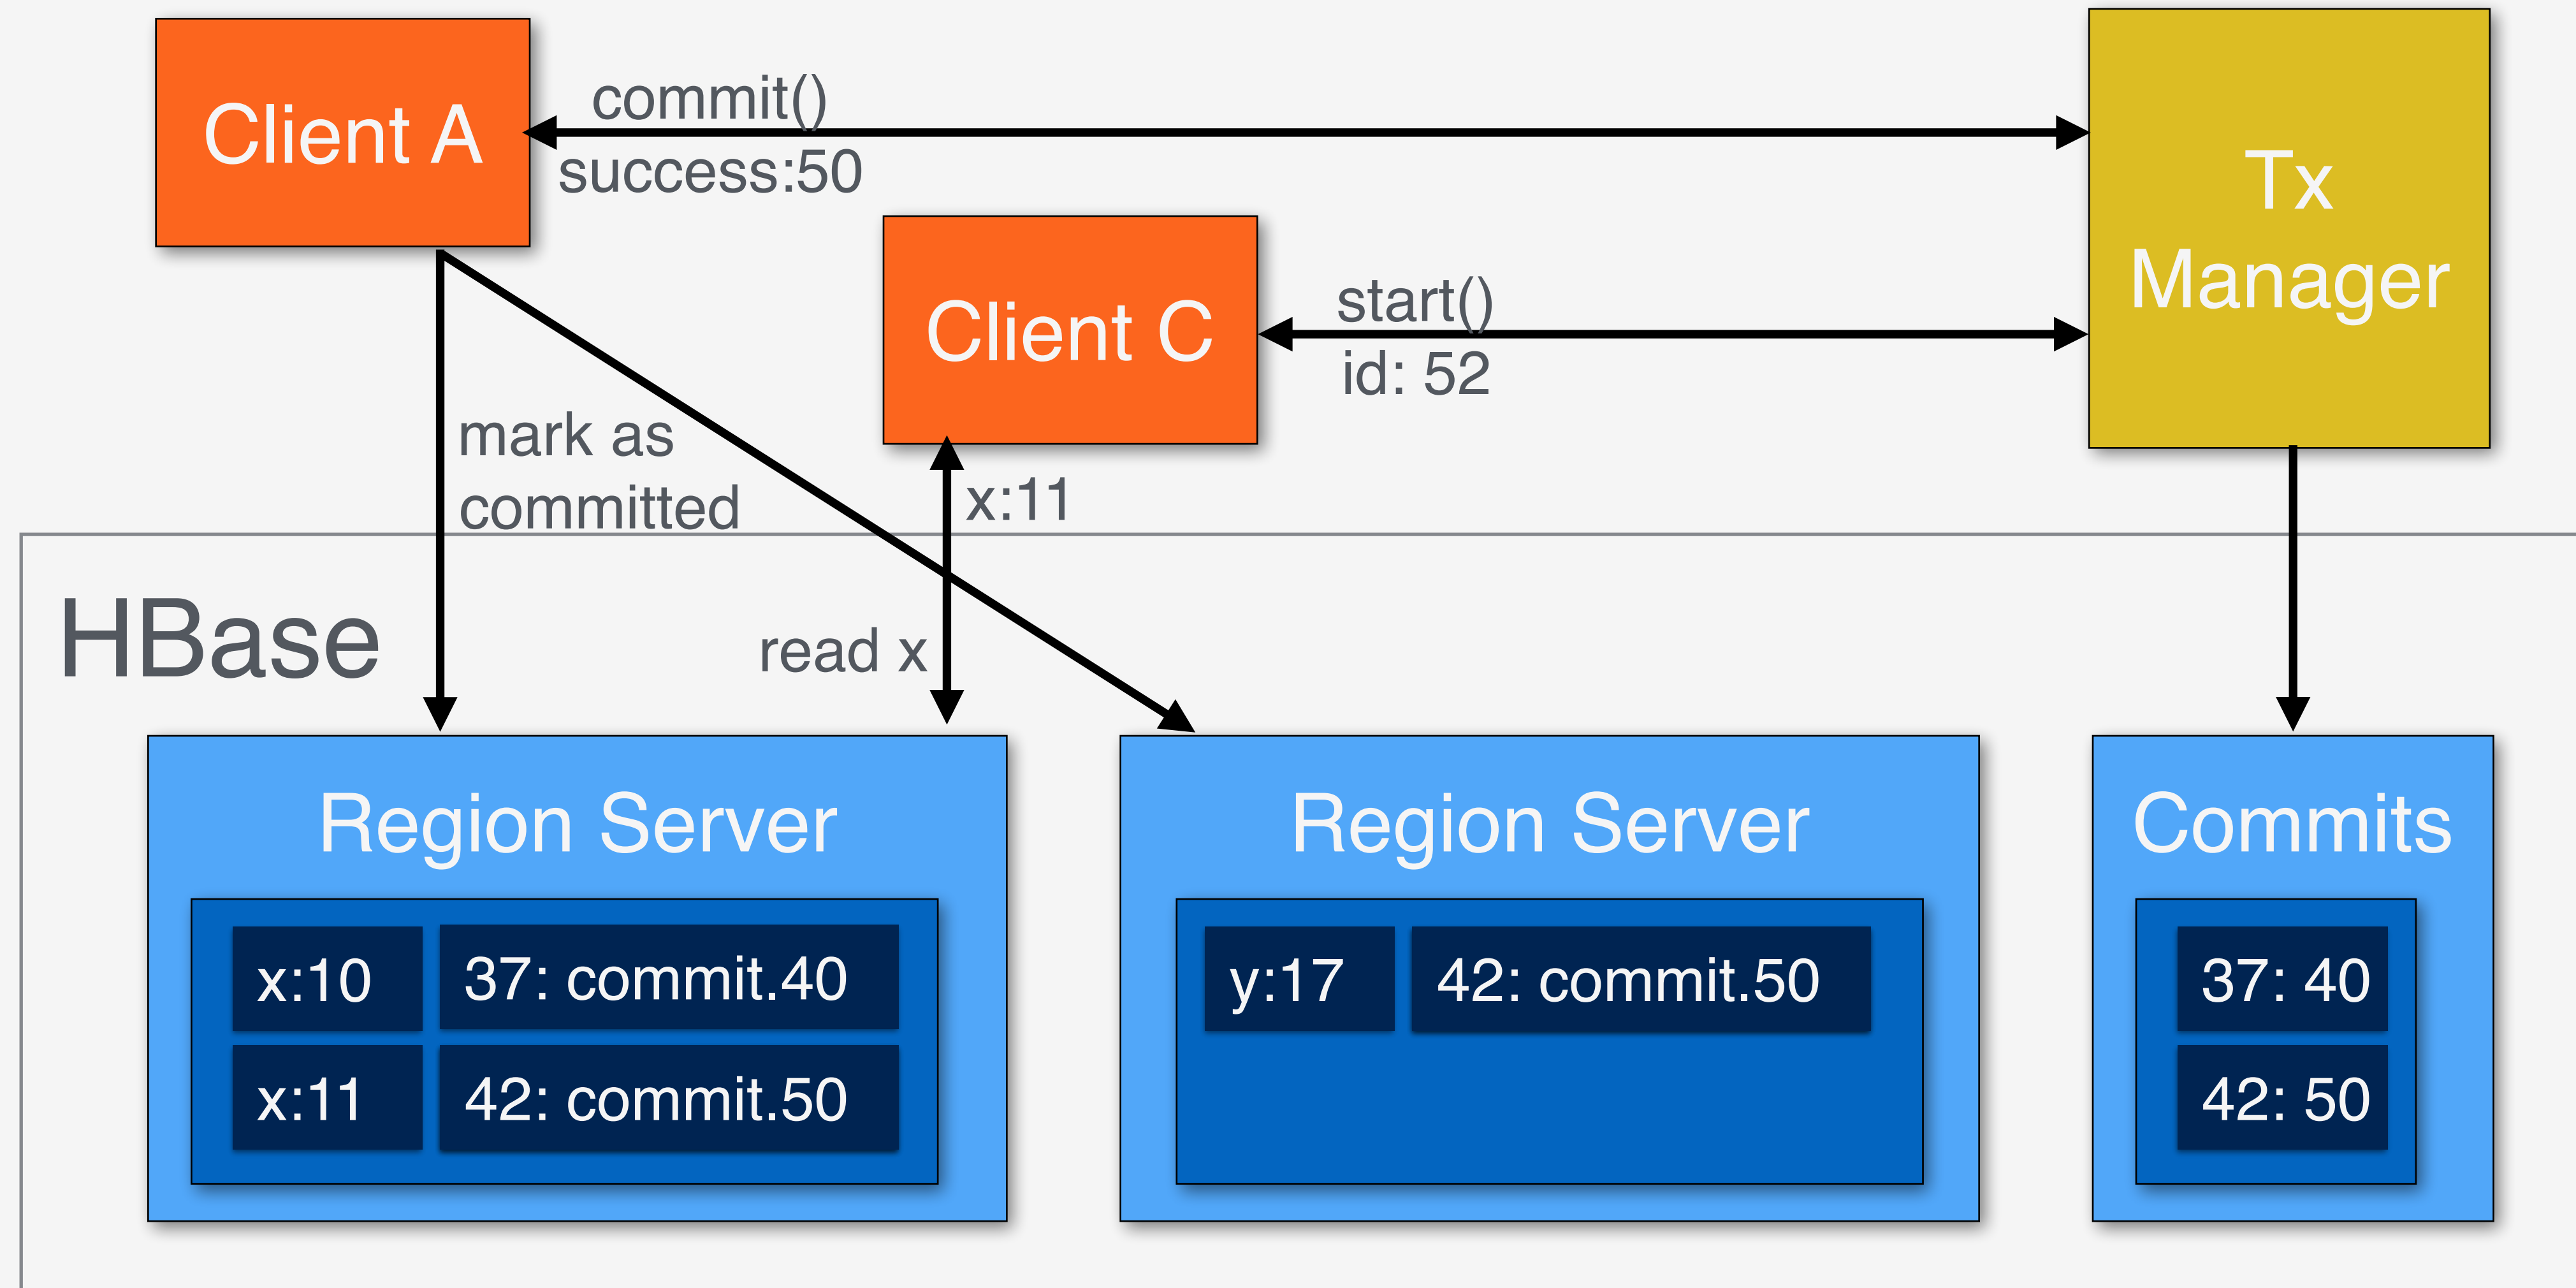 Client A
commit()
success:50
Tx
Manager
Client C
start()
id: 52
mark as
committed
x:11
HBase
read x
Region Server
x:10
37: commit.40
x:11
42: commit.50
Region Server
y:17
42: commit.50
Commits
37: 40
42: 50